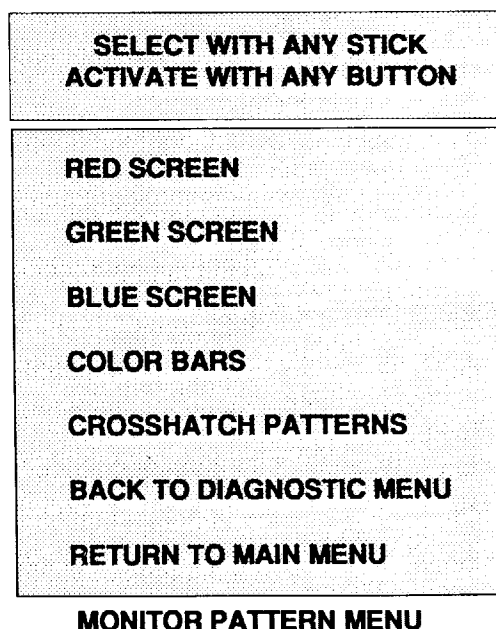 SELECT WITH ANY STICK
ACTIVATE WITH ANY BUTTON
RED SCREEN
GREEN SCREEN
BLUE SCREEN
COLOR BARS
CROSSHATCH PATTERNS
BACK TO DIAGNOSTIC MENU
RETURN TO MAIN MENU
MONITOR PATTERN MENU